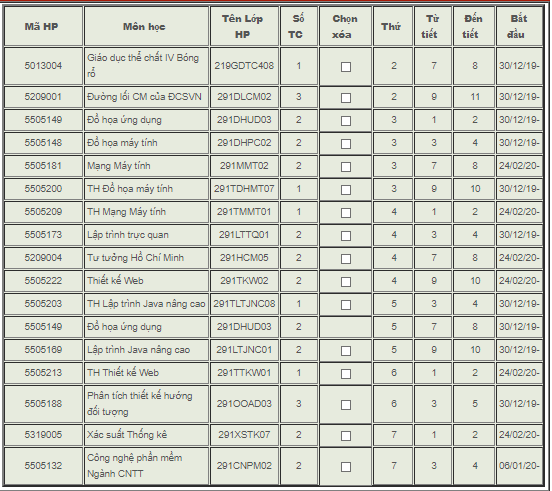 Mã HP Môn học Tên Lớp HP Số TC Chọn xóa Thứ Từ tiết Đến tiết Bắt đầu
5013004 Giáo dục thể chất IV Bóng rổ 219GDTC408 1 2 7 8 30/12/19-
5209001 Đường lối CM của ĐCSVN 291DLCM02 3 2 9 11 30/12/19-
5505149 Đồ họa ứng dụng 291DHUD03 2 3 1 2 30/12/19-
5505148 Đồ họa máy tính 291DHPC02 2 3 3 4 30/12/19-
5505181 Mạng Máy tính 291MMT02 2 3 7 8 24/02/20-
5505200 TH Đồ họa máy tính 291TDHMT07 1 3 9 10 30/12/19-
5505209 TH Mạng Máy tính 291TMMT01 1 4 1 2 24/02/20-
5505173 Lập trình trực quan 291LTTQ01 2 4 3 4 30/12/19-
5209004 Tư tưởng Hồ Chí Minh 291HCM05 2 4 7 8 24/02/20-
5505222 Thiết kế Web 291TKW02 2 4 9 10 24/02/20-
5505203 TH Lập trình Java nâng cao 291TLTJNC08 1 5 3 4 30/12/19-
5505149 Đồ họa ứng dụng 291DHUD03 2 5 7 8 30/12/19-
5505169 Lập trình Java nâng cao 291LTJNC01 2 5 9 10 30/12/19-
5505213 TH Thiết kế Web 291TTKW01 1 6 1 2 24/02/20-
5505188 Phân tích thiết kế hướng đối tượng 291OOAD03 3 6 3 5 30/12/19-
5319005 Xác suất Thống kê 291XSTK07 2 7 1 2 24/02/20-
5505132 Công nghệ phần mềm Ngành CNTT 291CNPM02 2 7 3 4 06/01/20-